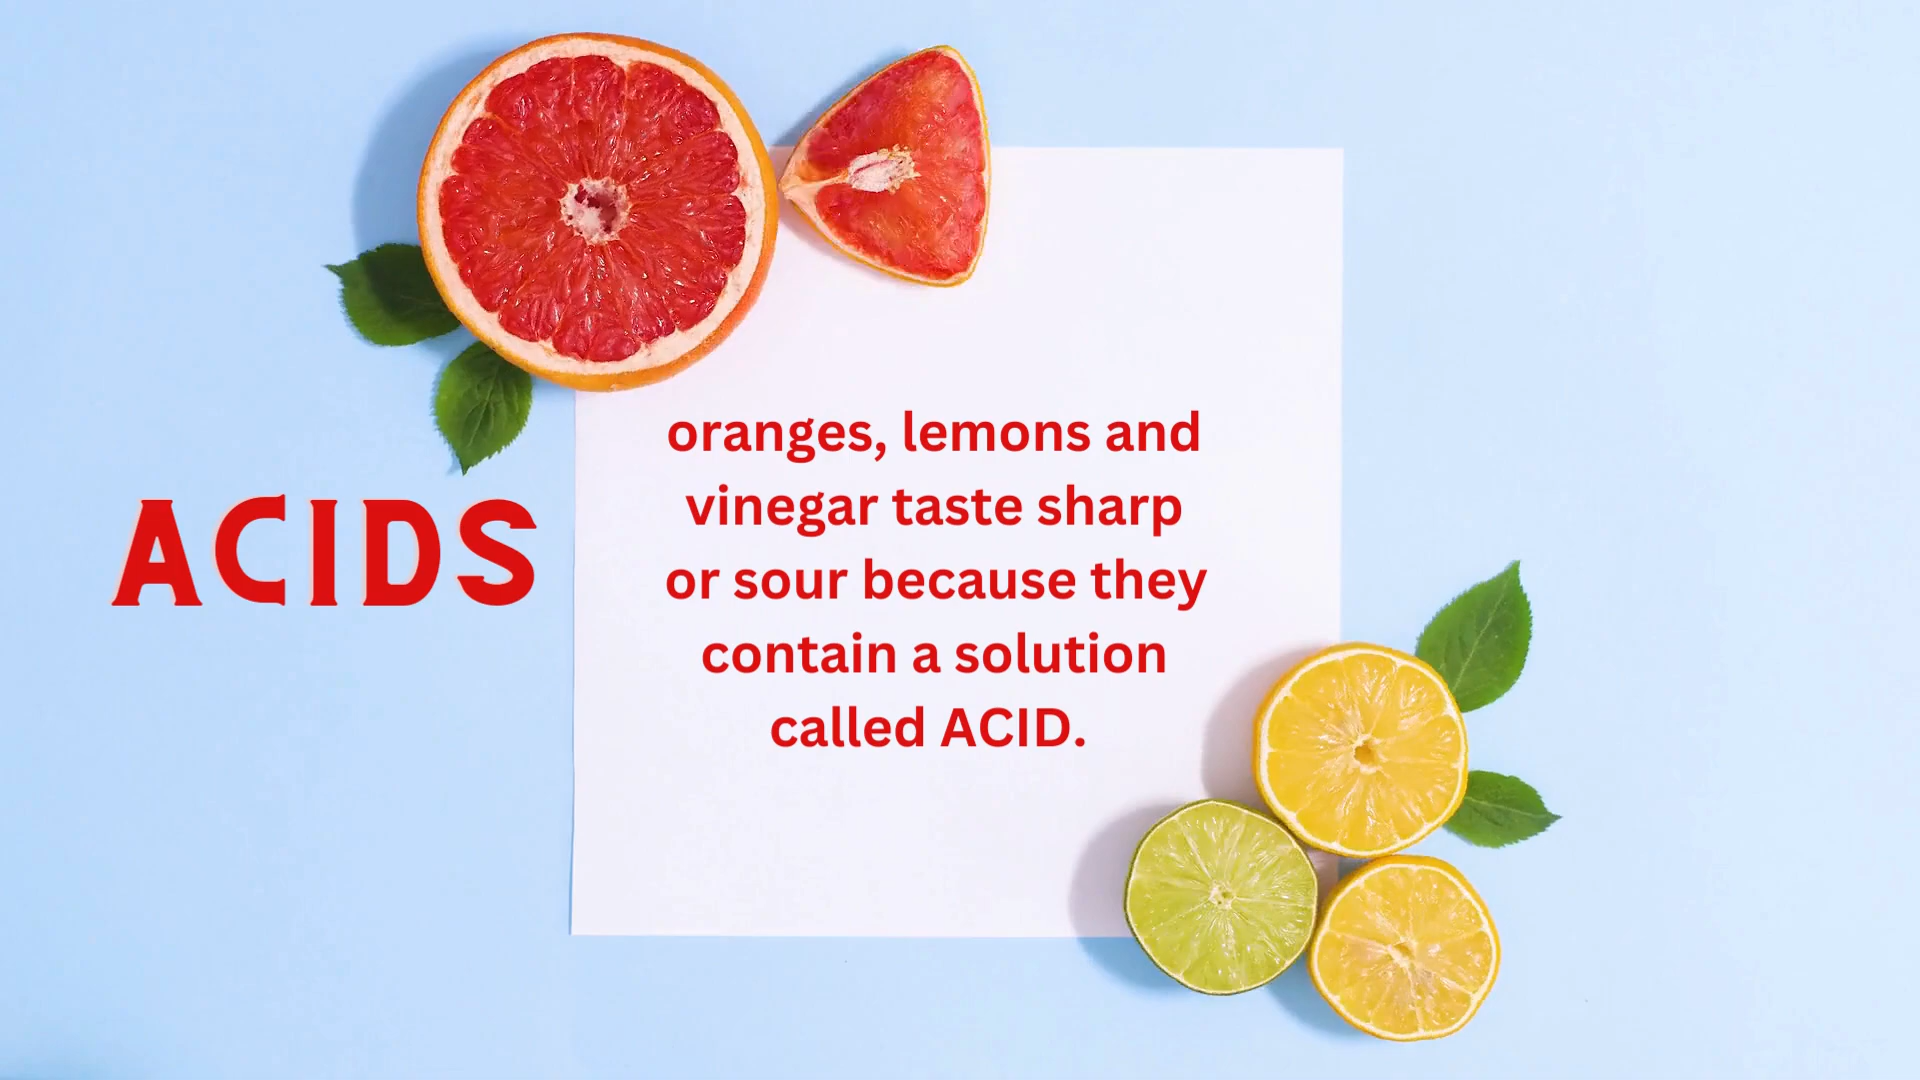 ACIDS
oranges, lemons and
vinegar taste sharp
or sour because they
contain a solution
called ACID.